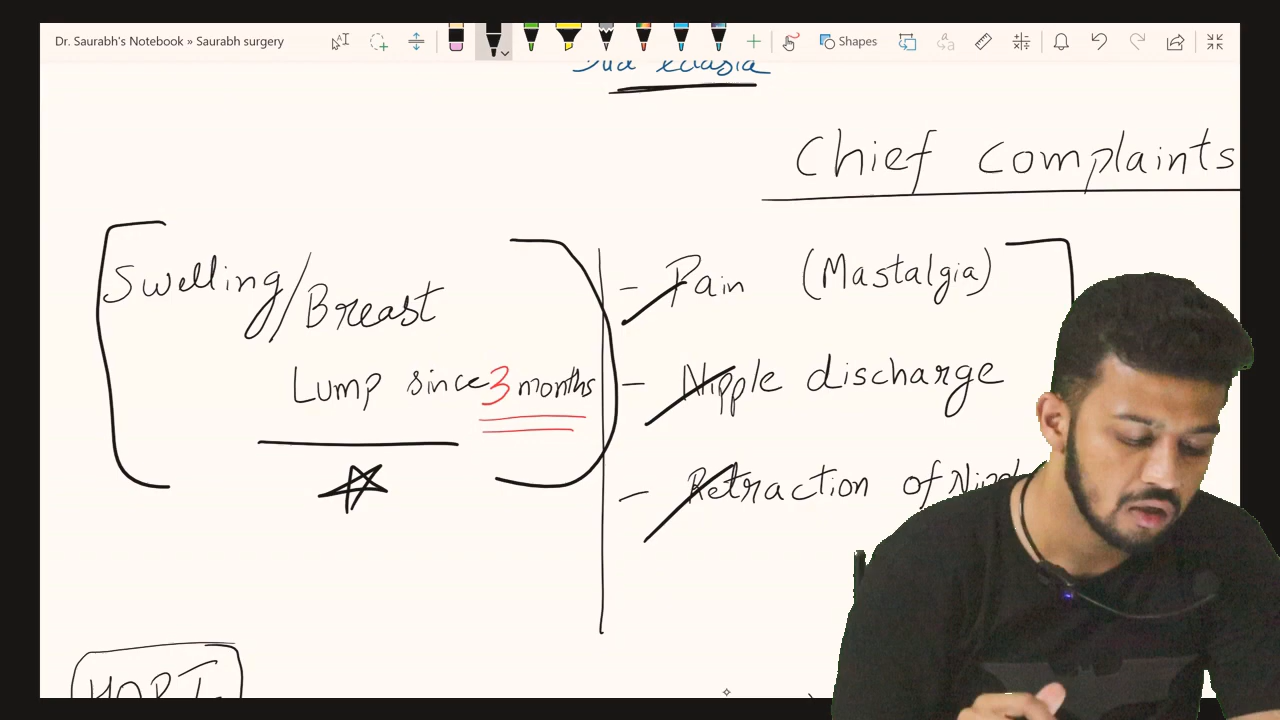 Dr. Saurabh's Notebook » Saurabh surgery
Shapes
Chief complaints
Swelling/Breast
Lump since 3 months
- Pain (Mastalgia)
- Nipple discharge
- Retraction of
HOPI